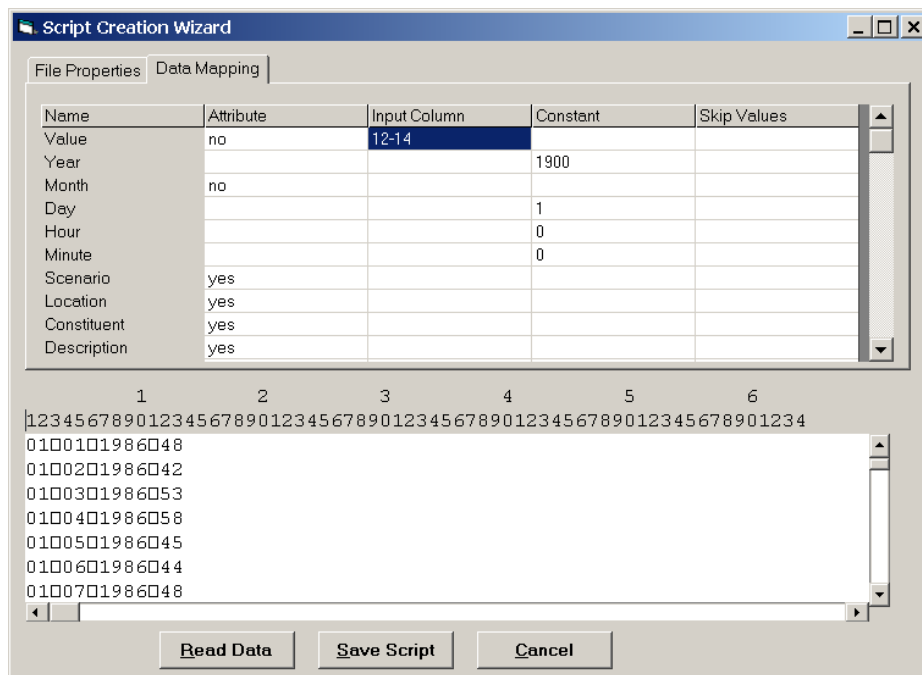 Script Creation Wizard
File Properties Data Mapping
Name Attribute Input Column Constant Skip Values
Value no 12-14
Year 1900
Month no
Day 1
Hour 0
Minute 0
Scenario yes
Location yes
Constituent yes
Description yes
1 2 3 4 5 6
1234567890123456789012345678901234567890123456789012345678901234
01□01□1986□48
01□02□1986□42
01□03□1986□53
01□04□1986□58
01□05□1986□45
01□06□1986□44
01□07□1986□48
Read Data Save Script Cancel